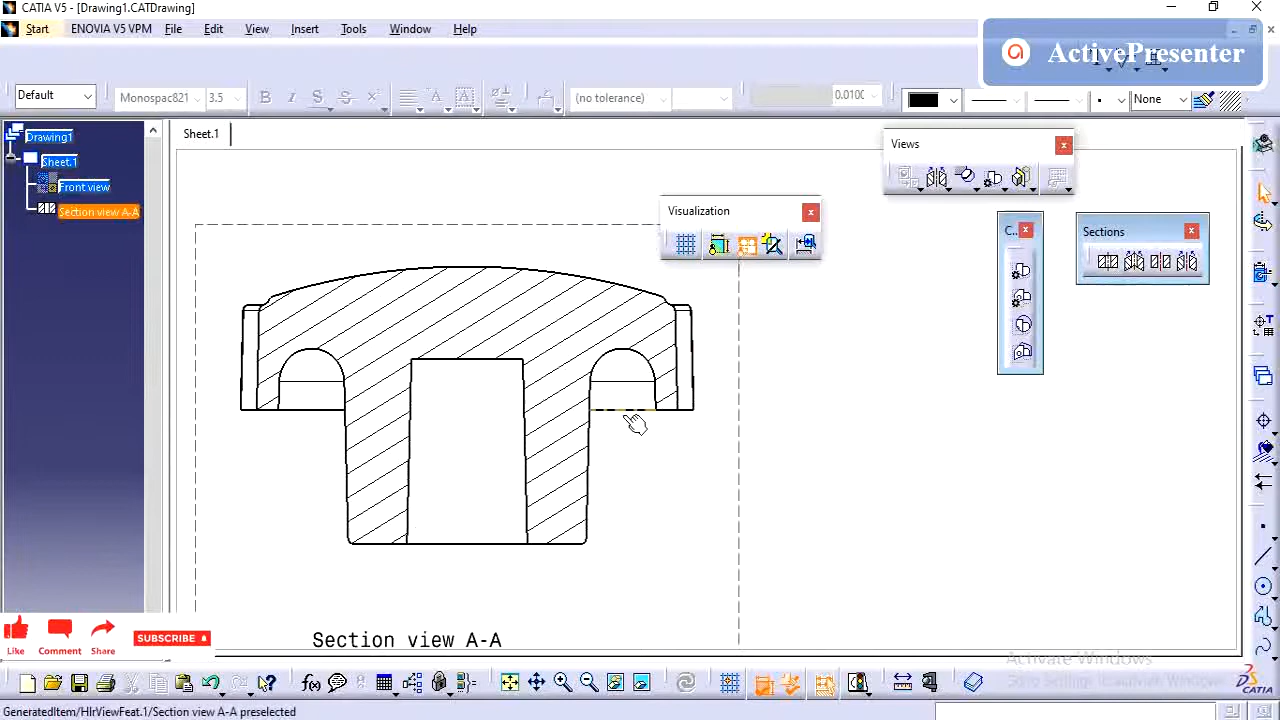 CATIA V5 - [Drawing1.CATDrawing]
Start ENOVIA V5 VPM File Edit View Insert Tools Window Help
ActivePresenter
Default Monospac821 3.5 B I S S (no tolerance) 0.010 None
Drawing1
Sheet.1
Front view
Section view A-A
Sheet.1
Views
Visualization
C..
Sections
Section view A-A
Like
Comment
Share
SUBSCRIBE
Activate Windows
CATIA
GeneratedItem/HlrViewFeat.1/Section view A-A preselected